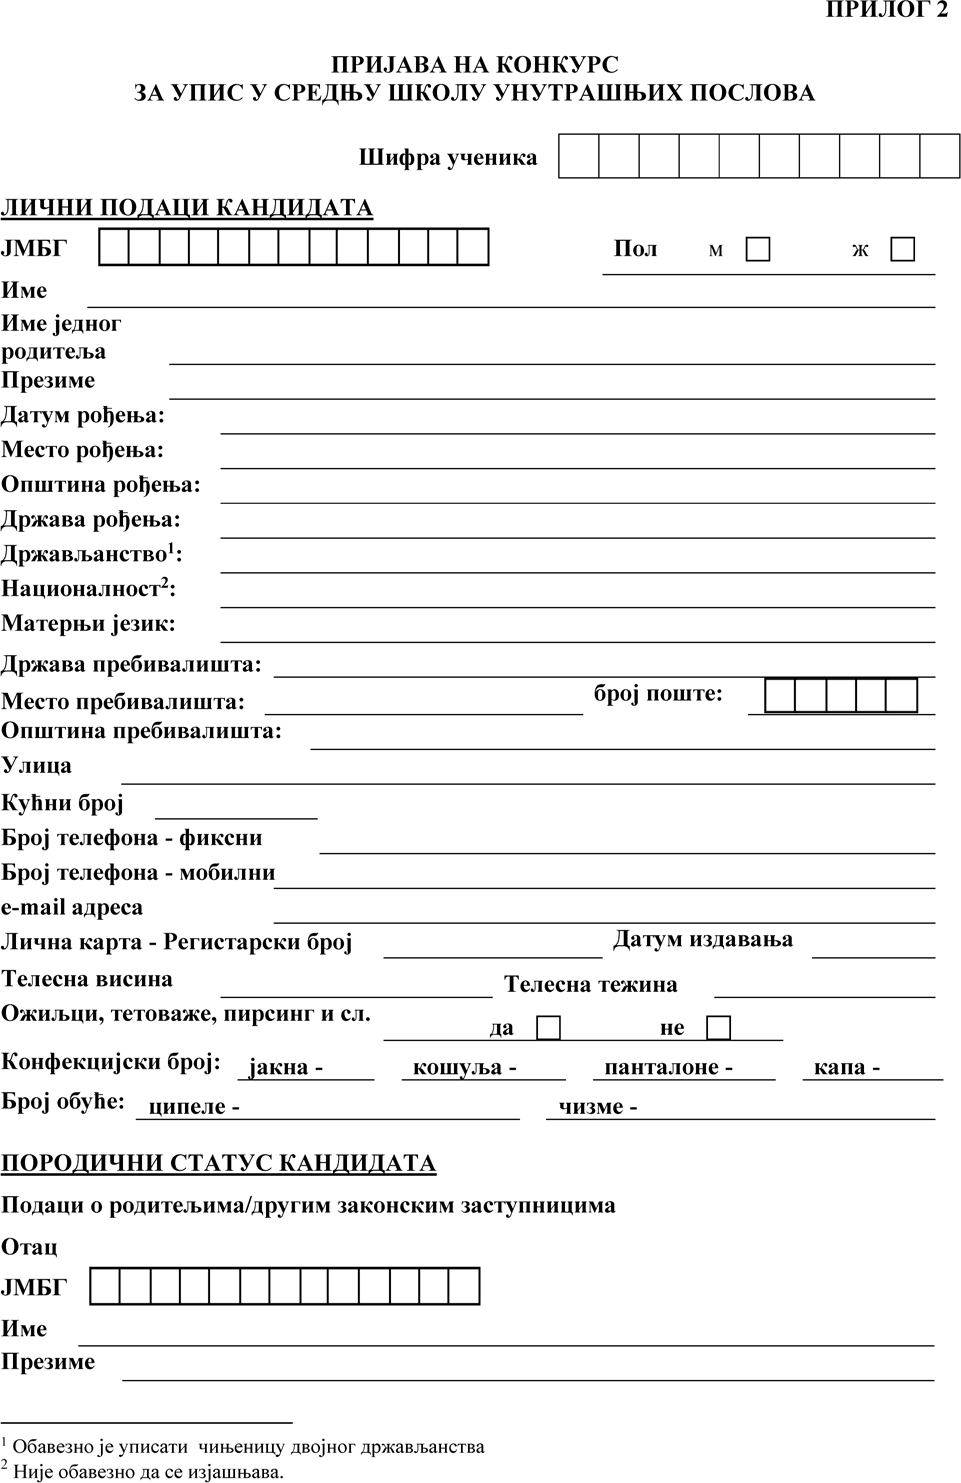 ПРИЛОГ 2
ПРИЈАВА НА КОНКУРС
ЗА УПИС У СРЕДЊУ ШКОЛУ УНУТРАШЊИХ ПОСЛОВА
Шифра ученика
ЛИЧНИ ПОДАЦИ КАНДИДАТА
ЈМБГ Пол м ж
Име
Име једног
родитеља
Презиме
Датум рођења:
Место рођења:
Општина рођења:
Држава рођења:
Држављанство¹:
Националност²:
Матерњи језик:
Држава пребивалишта:
Место пребивалишта: број поште:
Општина пребивалишта:
Улица
Кућни број
Број телефона - фиксни
Број телефона - мобилни
e-mail адреса
Лична карта - Регистарски број Датум издавања
Телесна висина Телесна тежина
Ожиљци, тетоваже, пирсинг и сл. да не
Конфекцијски број: јакна - кошуља - панталоне - капа -
Број обуће: ципеле - чизме -
ПОРОДИЧНИ СТАТУС КАНДИДАТА
Подаци о родитељима/другим законским заступницима
Отац
ЈМБГ
Име
Презиме
¹ Обавезно је уписати чињеницу двојног држављанства
² Није обавезно да се изјашњава.